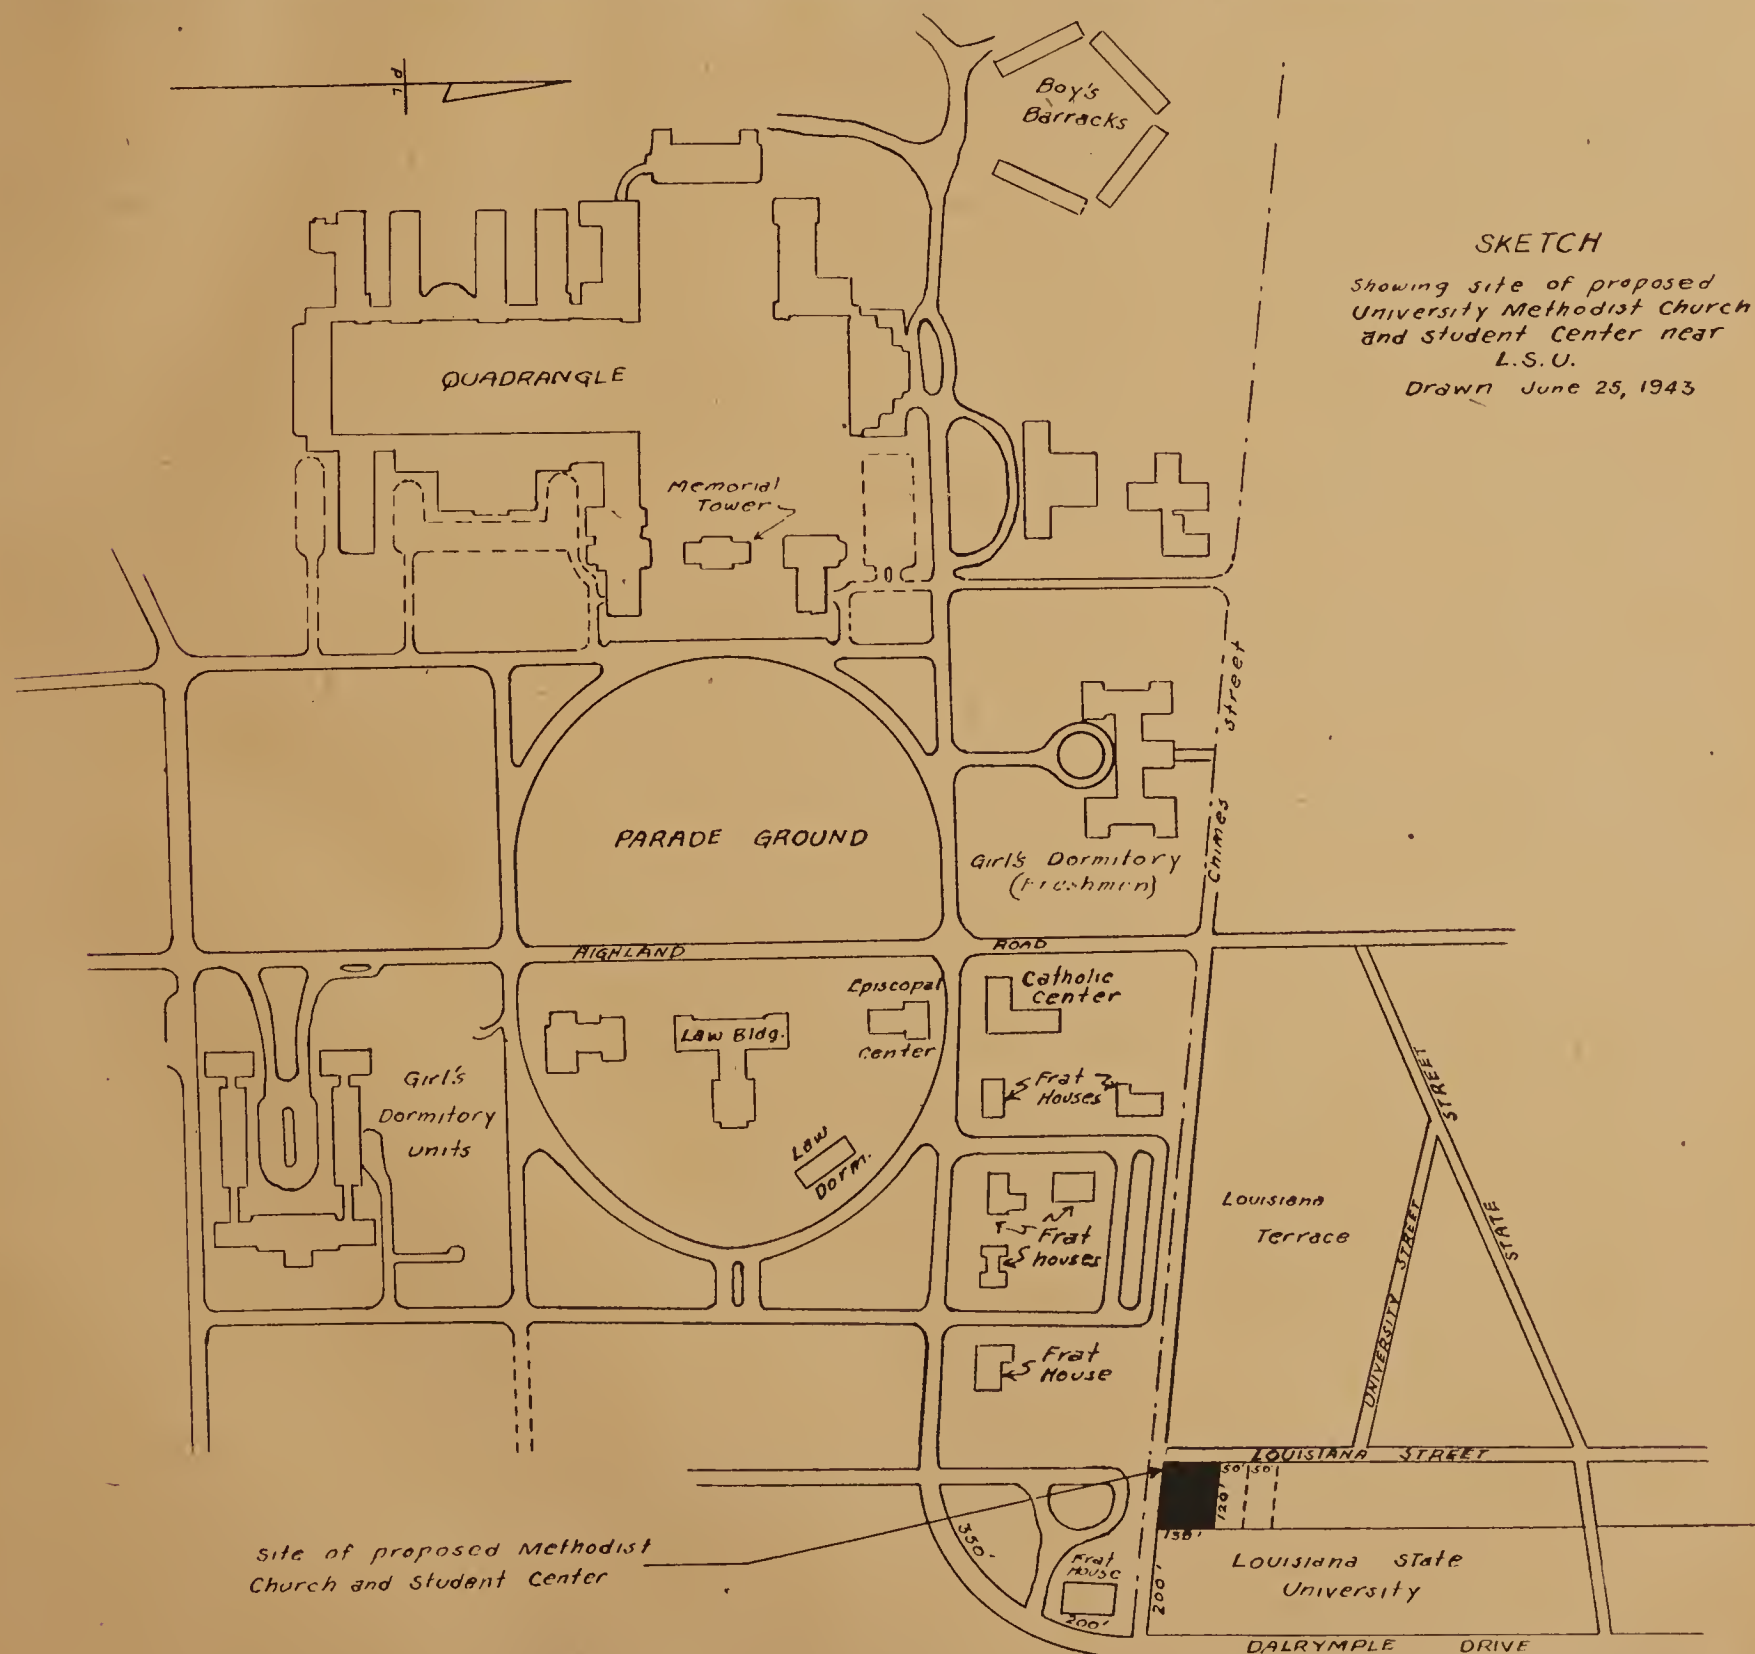 Boy's
Barracks
SKETCH
Showing site of proposed
University Methodist Church
and Student Center near
L.S.U.
Drawn June 25, 1943
QUADRANGLE
Memorial
Tower
Chimes Street
PARADE GROUND
Girl's Dormitory
(Freshmen)
HIGHLAND ROAD
Episcopal
Center
Catholic
Center
Law Bldg.
Girl's
Dormitory
Units
Frat
Houses
Law
Dorm.
STATE STREET
Louisiana
Terrace
UNIVERSITY STREET
Frat
houses
Frat
House
LOUISIANA STREET
50' 50'
120'
150'
Site of proposed Methodist
Church and Student Center
350'
Frat
House
200'
200'
Louisiana State
University
DALRYMPLE DRIVE